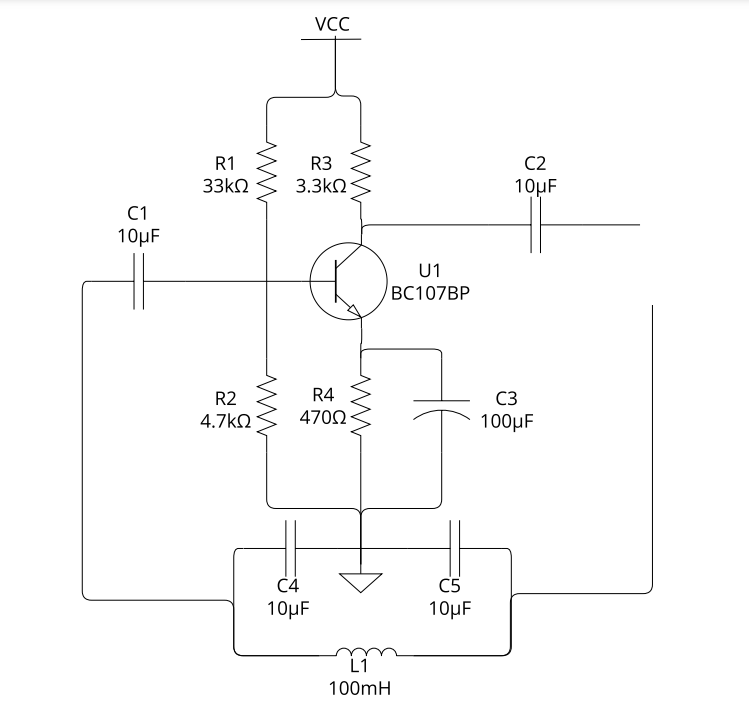 VCC
R1
33kΩ
R3
3.3kΩ
C2
10µF
C1
10µF
U1
BC107BP
R2
4.7kΩ
R4
470Ω
C3
100µF
C4
10µF
C5
10µF
L1
100mH